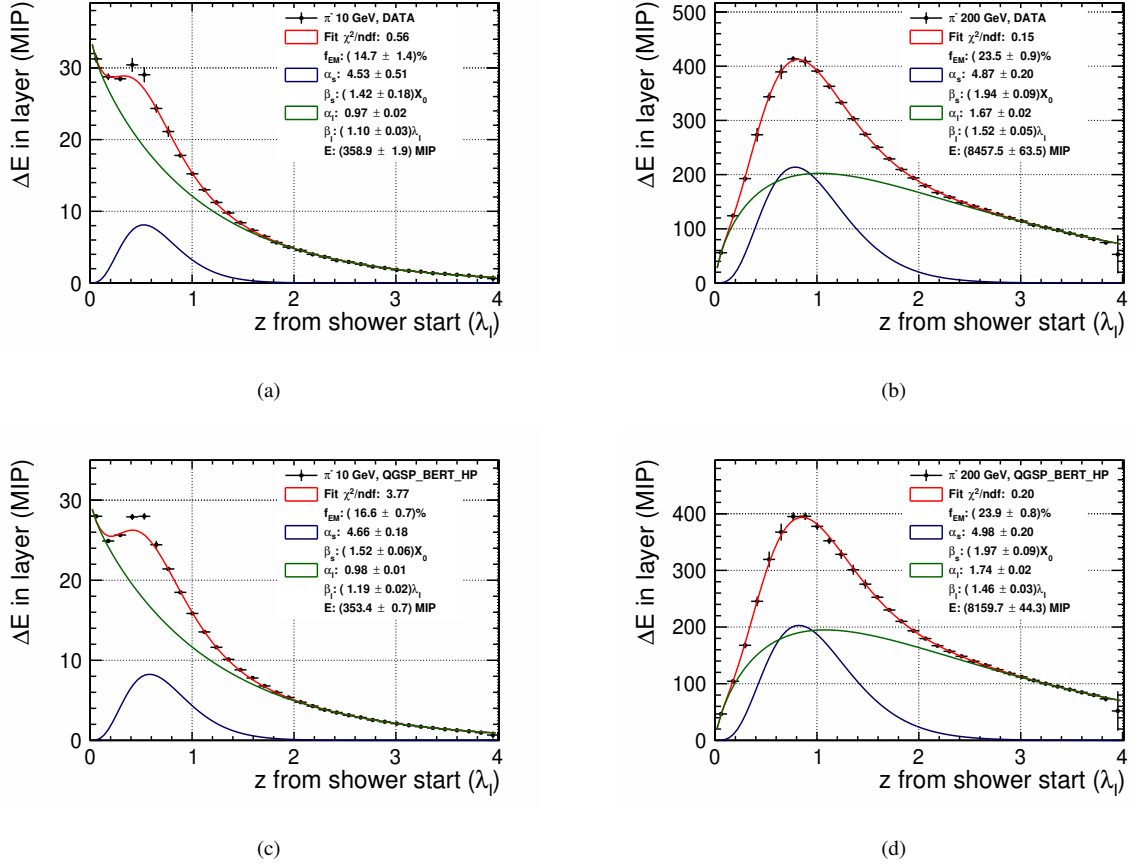 π⁻ 10 GeV, DATA
Fit χ²/ndf: 0.56
f_EM: (14.7 ± 1.4)%
α_s: 4.53 ± 0.51
β_s: (1.42 ± 0.18)X_0
α_l: 0.97 ± 0.02
β_l: (1.10 ± 0.03)λ_I
E: (358.9 ± 1.9) MIP
ΔE in layer (MIP)
30
20
10
0
0 1 2 3 4
z from shower start (λ_I)
(a)
π⁻ 200 GeV, DATA
Fit χ²/ndf: 0.15
f_EM: (23.5 ± 0.9)%
α_s: 4.87 ± 0.20
β_s: (1.94 ± 0.09)X_0
α_l: 1.67 ± 0.02
β_l: (1.52 ± 0.05)λ_I
E: (8457.5 ± 63.5) MIP
ΔE in layer (MIP)
500
400
300
200
100
0
0 1 2 3 4
z from shower start (λ_I)
(b)
π⁻ 10 GeV, QGSP_BERT_HP
Fit χ²/ndf: 3.77
f_EM: (16.6 ± 0.7)%
α_s: 4.66 ± 0.18
β_s: (1.52 ± 0.06)X_0
α_l: 0.98 ± 0.01
β_l: (1.19 ± 0.02)λ_I
E: (353.4 ± 0.7) MIP
ΔE in layer (MIP)
30
20
10
0
0 1 2 3 4
z from shower start (λ_I)
(c)
π⁻ 200 GeV, QGSP_BERT_HP
Fit χ²/ndf: 0.20
f_EM: (23.9 ± 0.8)%
α_s: 4.98 ± 0.20
β_s: (1.97 ± 0.09)X_0
α_l: 1.74 ± 0.02
β_l: (1.46 ± 0.03)λ_I
E: (8159.7 ± 44.3) MIP
ΔE in layer (MIP)
400
300
200
100
0
0 1 2 3 4
z from shower start (λ_I)
(d)